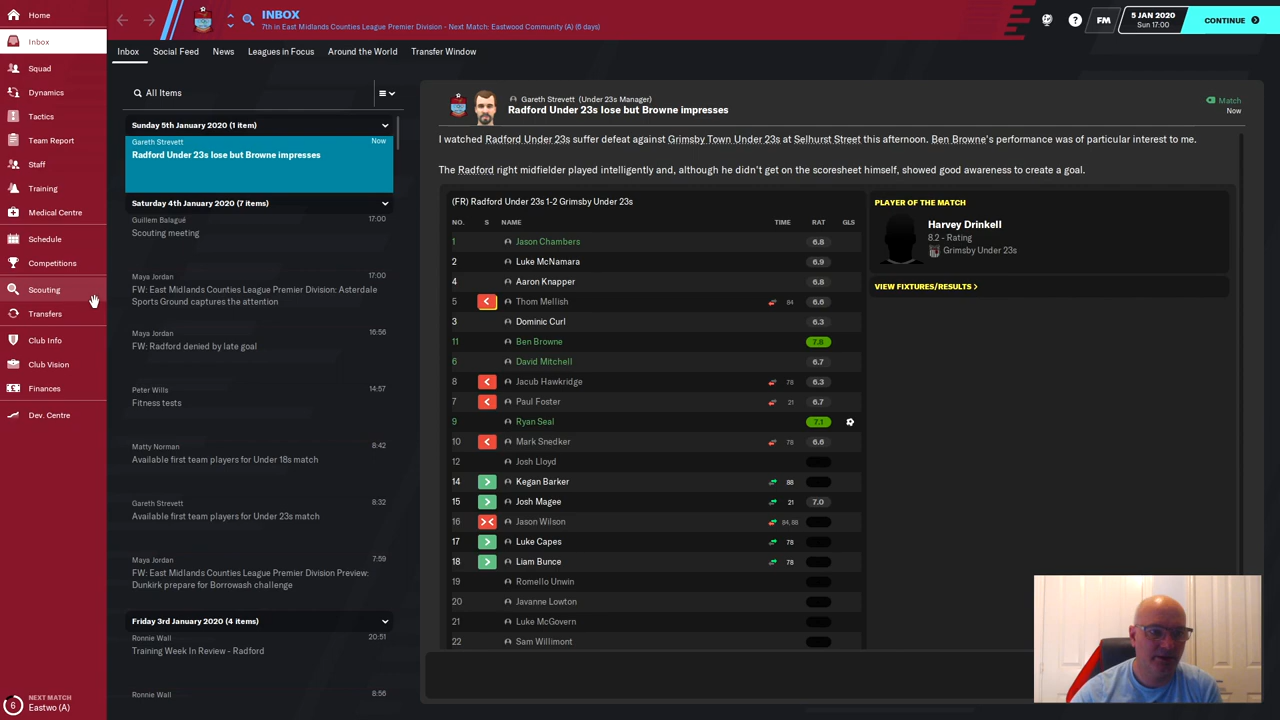 Home
Inbox
Squad
Dynamics
Tactics
Team Report
Staff
Training
Medical Centre
Schedule
Competitions
Scouting
Transfers
Club Info
Club Vision
Finances
Dev. Centre
6
NEXT MATCH
Eastwo (A)
INBOX
7th in East Midlands Counties League Premier Division - Next Match: Eastwood Community (A) (6 days)
FM
5 JAN 2020
Sun 17:00
CONTINUE
Inbox
Social Feed
News
Leagues in Focus
Around the World
Transfer Window
All Items
Sunday 5th January 2020 (1 item)
Gareth Strevett
Now
Radford Under 23s lose but Browne impresses
Saturday 4th January 2020 (7 items)
Guillem Balagué
17:00
Scouting meeting
Maya Jordan
17:00
FW: East Midlands Counties League Premier Division: Asterdale
Sports Ground captures the attention
Maya Jordan
16:56
FW: Radford denied by late goal
Peter Wills
14:57
Fitness tests
Matty Norman
8:42
Available first team players for Under 18s match
Gareth Strevett
8:32
Available first team players for Under 23s match
Maya Jordan
7:59
FW: East Midlands Counties League Premier Division Preview:
Dunkirk prepare for Borrowash challenge
Friday 3rd January 2020 (4 items)
Ronnie Wall
20:51
Training Week In Review - Radford
Ronnie Wall
8:56
Gareth Strevett (Under 23s Manager)
Radford Under 23s lose but Browne impresses
Match
Now
I watched Radford Under 23s suffer defeat against Grimsby Town Under 23s at Selhurst Street this afternoon. Ben Browne's performance was of particular interest to me.
The Radford right midfielder played intelligently and, although he didn't get on the scoresheet himself, showed good awareness to create a goal.
(FR) Radford Under 23s 1-2 Grimsby Under 23s
NO. S NAME TIME RAT GLS
1 Jason Chambers 6.8
2 Luke McNamara 6.9
4 Aaron Knapper 6.8
5 Thom Mellish 84 6.6
3 Dominic Curl 6.3
11 Ben Browne 7.8
6 David Mitchell 6.7
8 Jacub Hawkridge 78 6.3
7 Paul Foster 21 6.7
9 Ryan Seal 7.1
10 Mark Snedker 78 6.6
12 Josh Lloyd
14 Kegan Barker 88
15 Josh Magee 21 7.0
16 Jason Wilson 84, 88
17 Luke Capes 78
18 Liam Bunce 78
19 Romello Unwin
20 Javanne Lowton
21 Luke McGovern
22 Sam Willimont
PLAYER OF THE MATCH
Harvey Drinkell
8.2 - Rating
Grimsby Under 23s
VIEW FIXTURES/RESULTS >